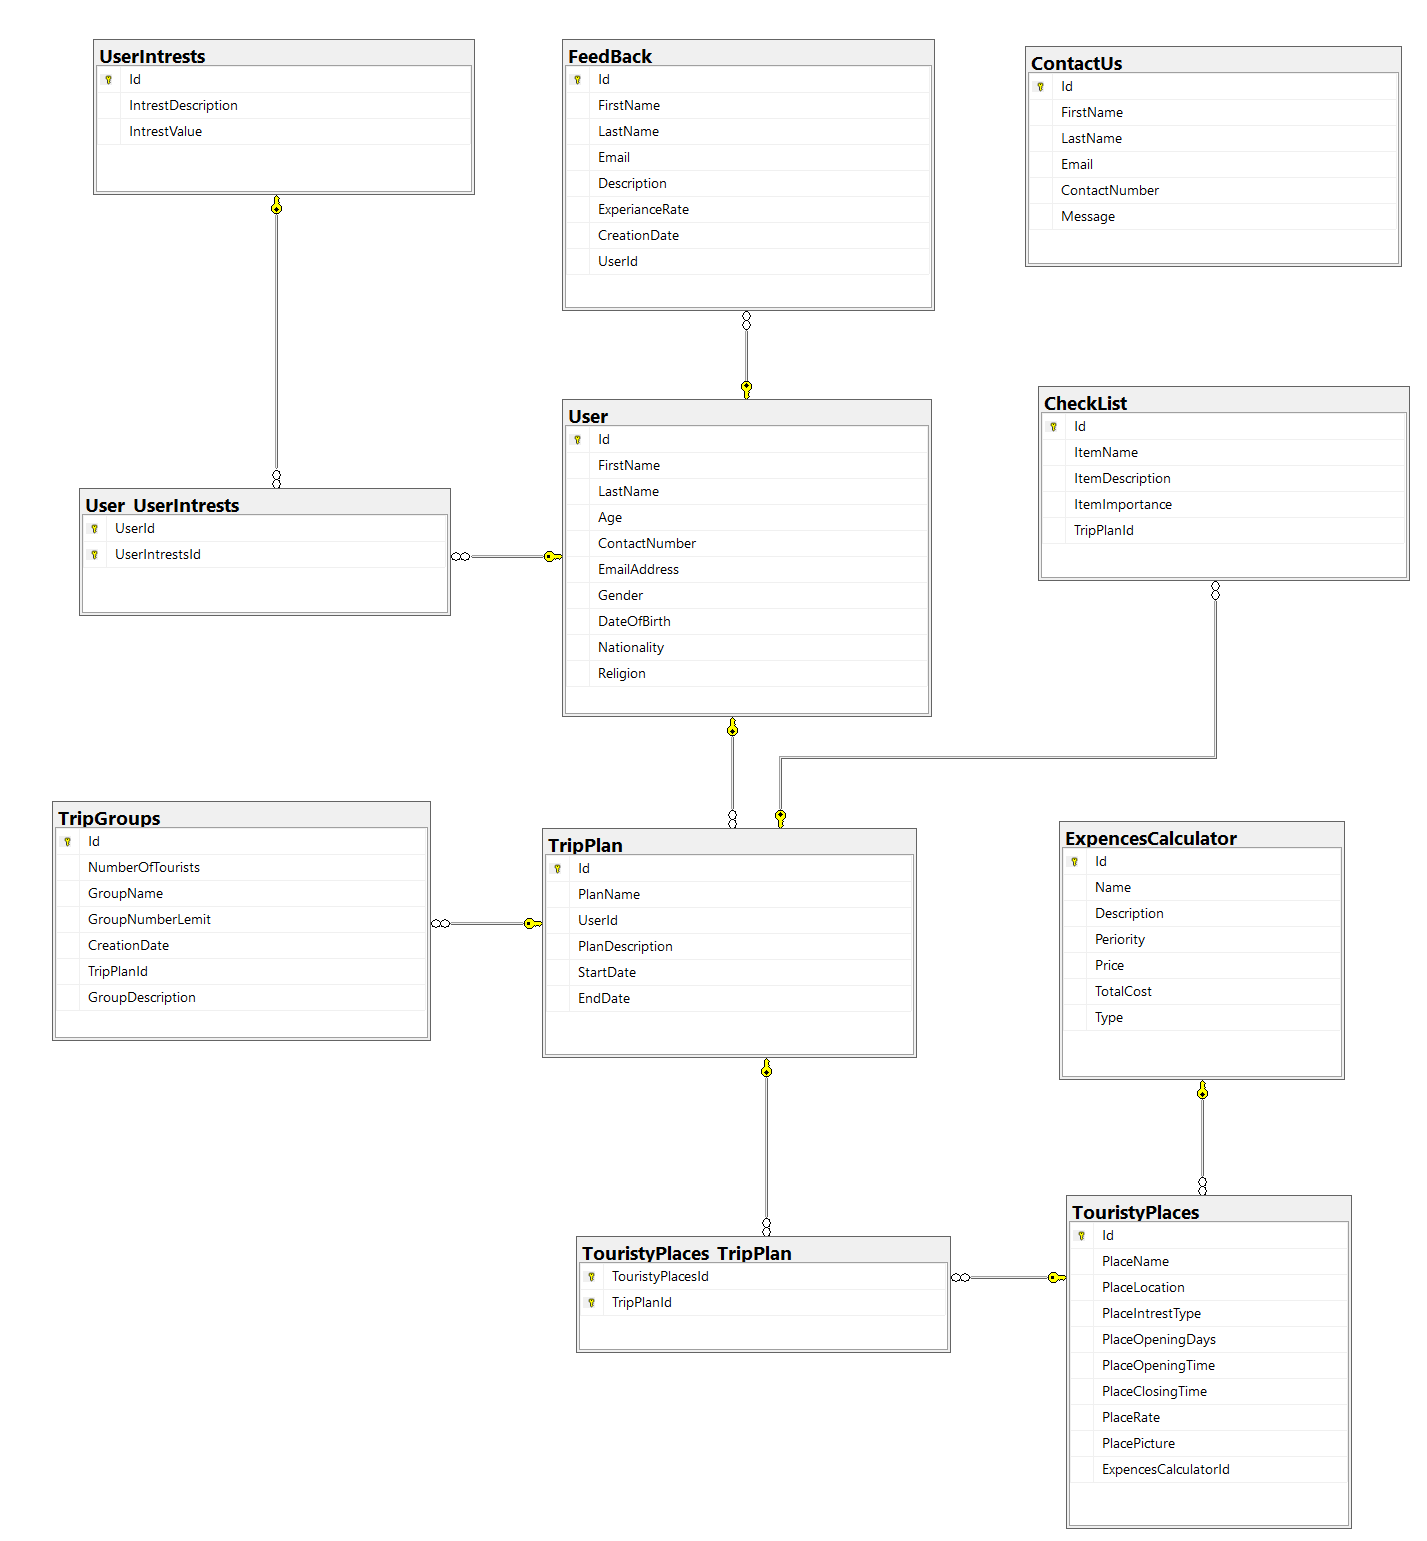 UserIntrests
Id
IntrestDescription
IntrestValue
FeedBack
Id
FirstName
LastName
Email
Description
ExperianceRate
CreationDate
UserId
ContactUs
Id
FirstName
LastName
Email
ContactNumber
Message
User
Id
FirstName
LastName
Age
ContactNumber
EmailAddress
Gender
DateOfBirth
Nationality
Religion
CheckList
Id
ItemName
ItemDescription
ItemImportance
TripPlanId
User_UserIntrests
UserId
UserIntrestsId
TripGroups
Id
NumberOfTourists
GroupName
GroupNumberLemit
CreationDate
TripPlanId
GroupDescription
TripPlan
Id
PlanName
UserId
PlanDescription
StartDate
EndDate
ExpencesCalculator
Id
Name
Description
Periority
Price
TotalCost
Type
TouristyPlaces_TripPlan
TouristyPlacesId
TripPlanId
TouristyPlaces
Id
PlaceName
PlaceLocation
PlaceIntrestType
PlaceOpeningDays
PlaceOpeningTime
PlaceClosingTime
PlaceRate
PlacePicture
ExpencesCalculatorId